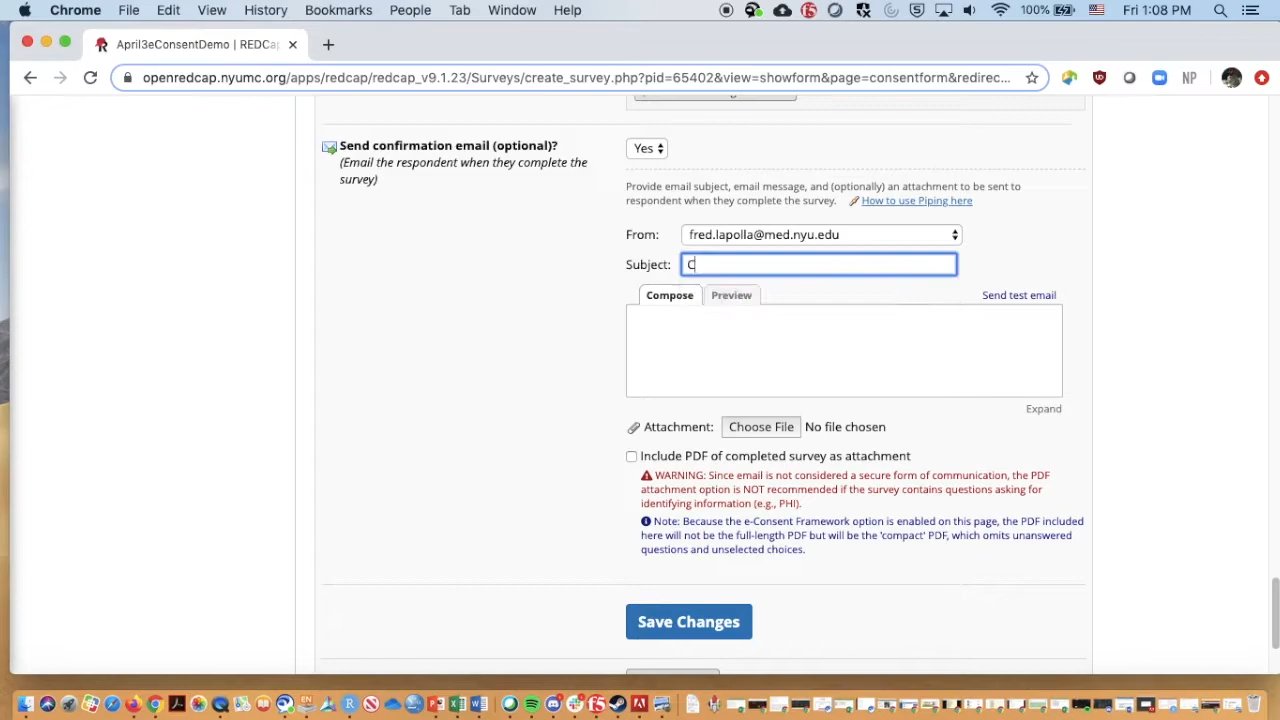 Chrome File Edit View History Bookmarks People Tab Window Help 100% Fri 1:08 PM
April3eConsentDemo | REDCap
openredcap.nyumc.org/apps/redcap/redcap_v9.1.23/Surveys/create_survey.php?pid=65402&view=showform&page=consentform&redirec...
NP
Send confirmation email (optional)?
(Email the respondent when they complete the
survey)
Yes
Provide email subject, email message, and (optionally) an attachment to be sent to
respondent when they complete the survey. How to use Piping here
From: fred.lapolla@med.nyu.edu
Subject: C
Compose Preview Send test email
Expand
Attachment: Choose File No file chosen
Include PDF of completed survey as attachment
WARNING: Since email is not considered a secure form of communication, the PDF
attachment option is NOT recommended if the survey contains questions asking for
identifying information (e.g., PHI).
Note: Because the e-Consent Framework option is enabled on this page, the PDF included
here will not be the full-length PDF but will be the 'compact' PDF, which omits unanswered
questions and unselected choices.
Save Changes